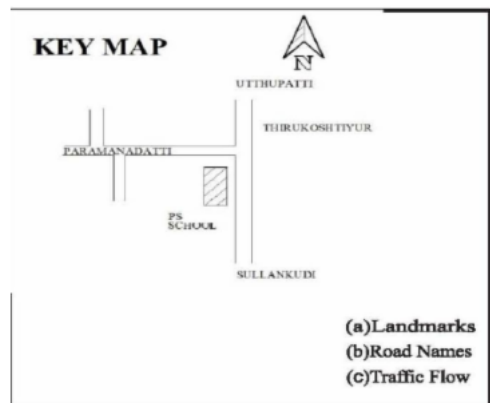 KEY MAP
N
UTTHUPATTI
THIRUKOSHTIYUR
PARAMANADATTI
PS
SCHOOL
SULLANKUDI
(a)Landmarks
(b)Road Names
(c)Traffic Flow